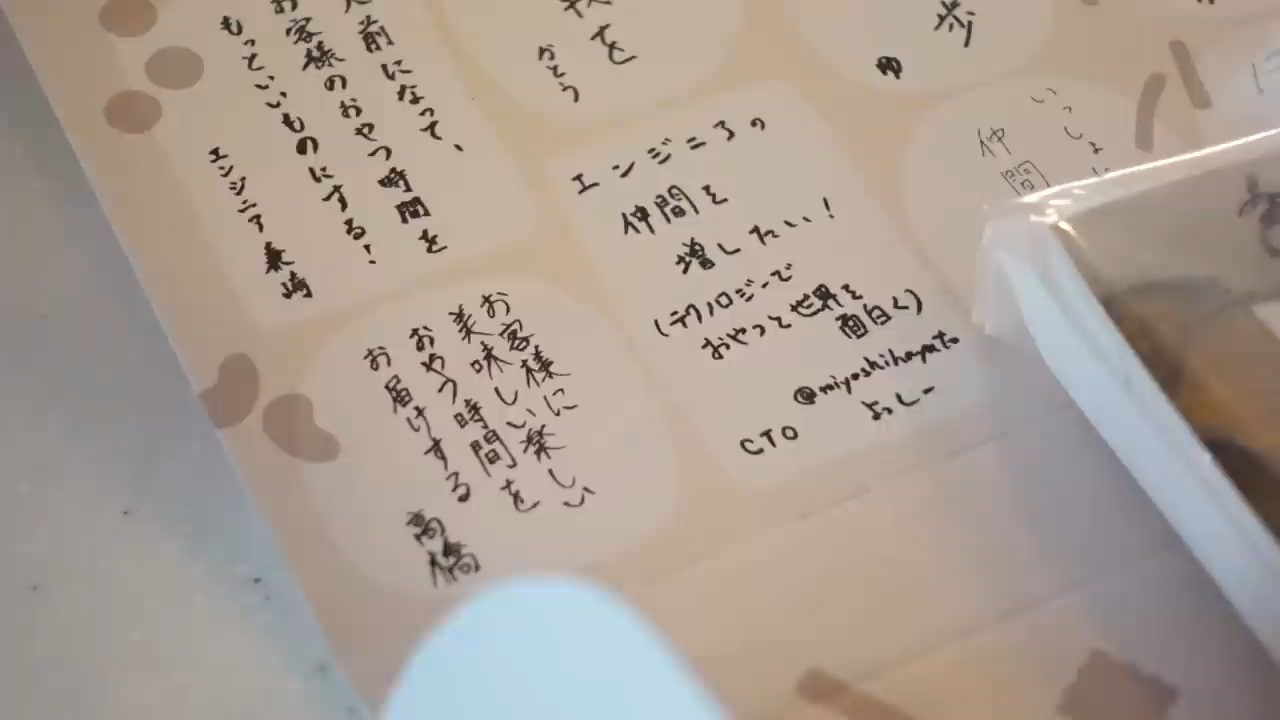 人前になって、
お客様のおやつ時間を
もっといいものにする!
エンジニア 森崎
を
かとう
歩
ゆ
エンジニアの
仲間を
増したい!
(テクノロジーで
おやつと世界を
面白く)
@miyoshihayato
CTO よっしー
いっしょに
仲間
お客様に楽しい
美味しい
おやつ時間を
お届けする
高橋